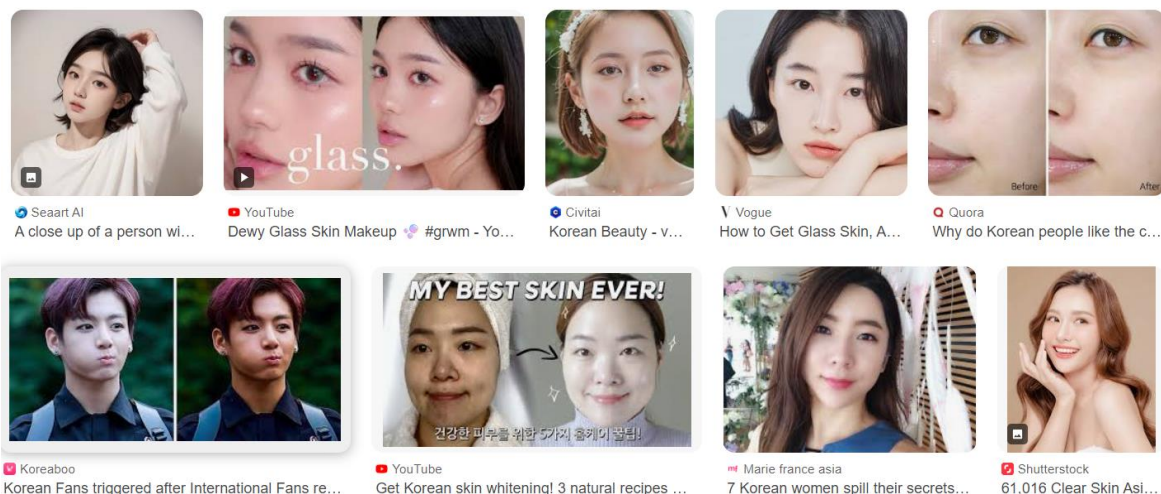 glass.
Before
After
Seaart AI
YouTube
Civitai
Vogue
Quora
A close up of a person wi...
Dewy Glass Skin Makeup 🫧 #grwm - Yo...
Korean Beauty - v...
How to Get Glass Skin, A...
Why do Korean people like the c...
MY BEST SKIN EVER!
건강한 피부를 위한 5가지 홈케어 꿀팁!
Koreaboo
YouTube
Marie france asia
Shutterstock
Korean Fans triggered after International Fans re...
Get Korean skin whitening! 3 natural recipes ...
7 Korean women spill their secrets...
61,016 Clear Skin Asi...